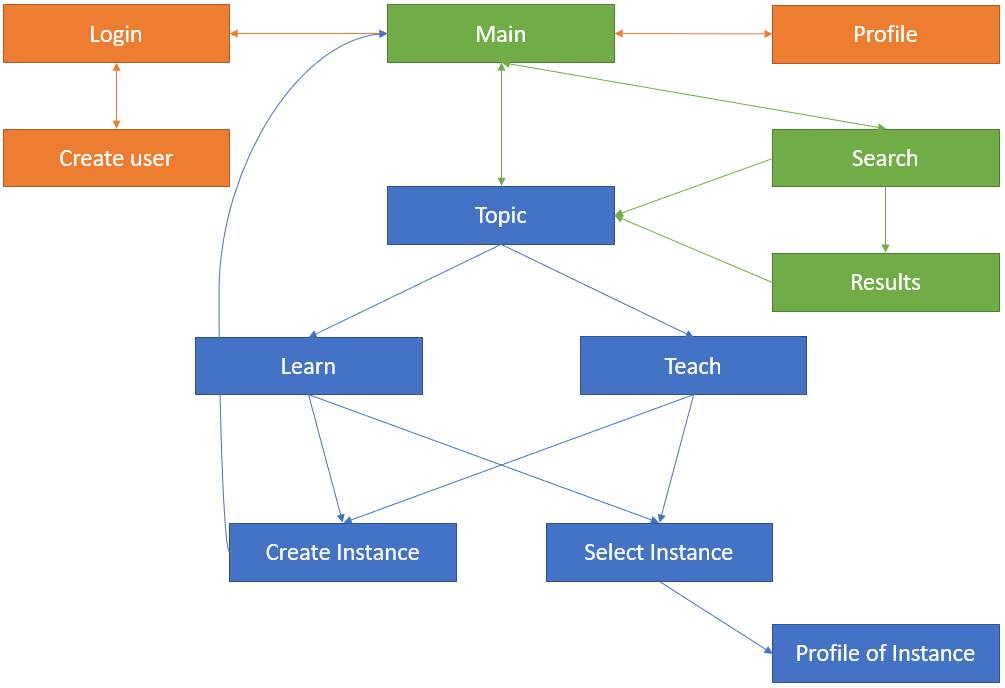 Login
Main
Profile
Create user
Search
Topic
Results
Learn
Teach
Create Instance
Select Instance
Profile of Instance